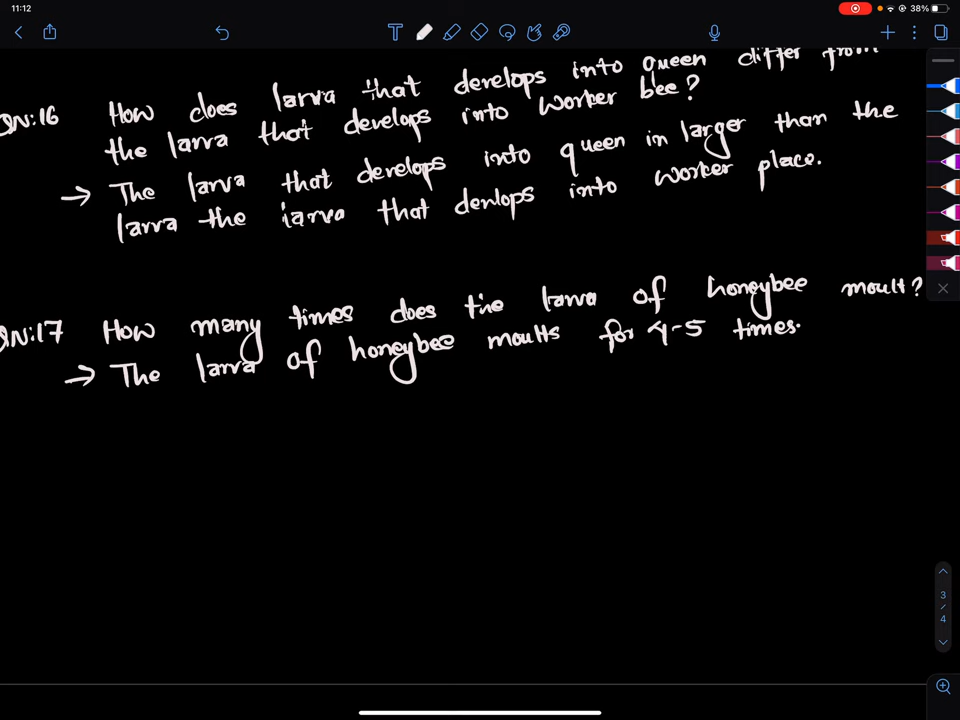 11:12
38%
QN:16 How does larva that develops into queen differ from
the larva that develops into worker bee?
→ The larva that develops into queen in larger than the
larva the larva that devlops into worker place.
QN:17 How many times does the larva of honeybee moult?
→ The larva of honeybee moults for 4-5 times.
3
/
4